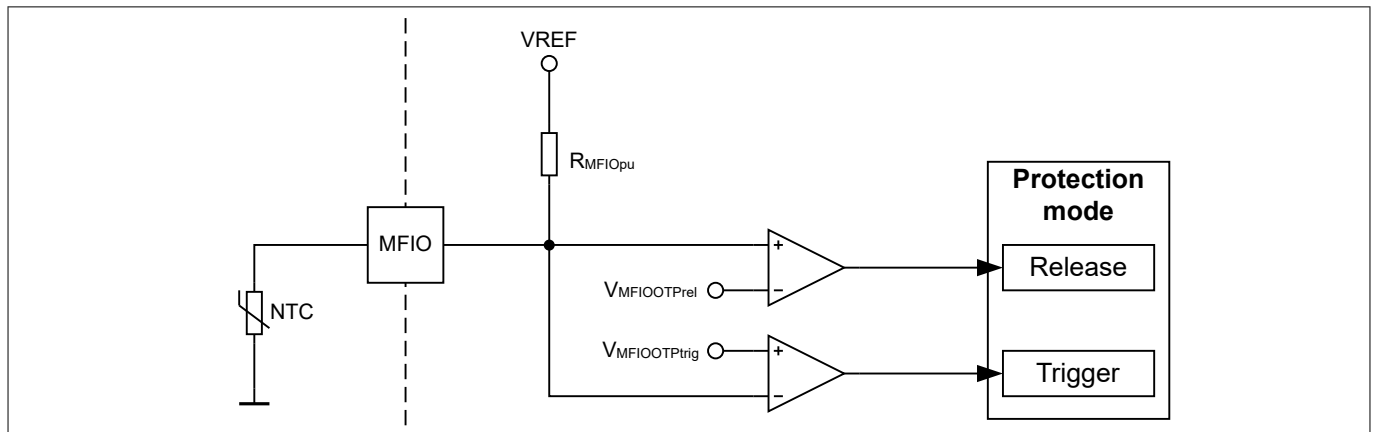 VREF
RMFIOpu
Protection
mode
MFIO
Release
VMFIOOTPrel
NTC
VMFIOOTPtrig
Trigger
+
−
+
−